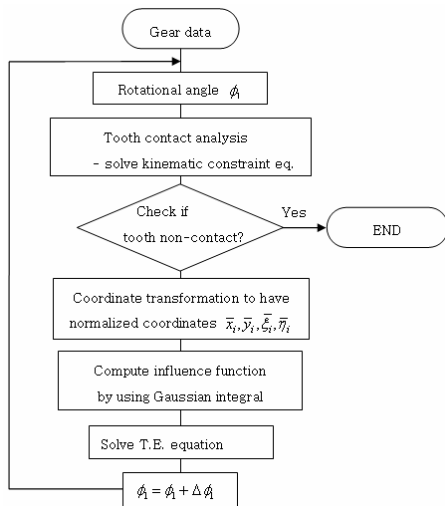 Gear data
Rotational angle ϕ₁
Tooth contact analysis
- solve kinematic constraint eq.
Check if
tooth non-contact?
Yes
END
Coordinate transformation to have
normalized coordinates x̄ᵢ, ȳᵢ, ξ̄ᵢ, η̄ᵢ
Compute influence function
by using Gaussian integral
Solve T.E. equation
ϕ₁ = ϕ₁ + Δϕ₁